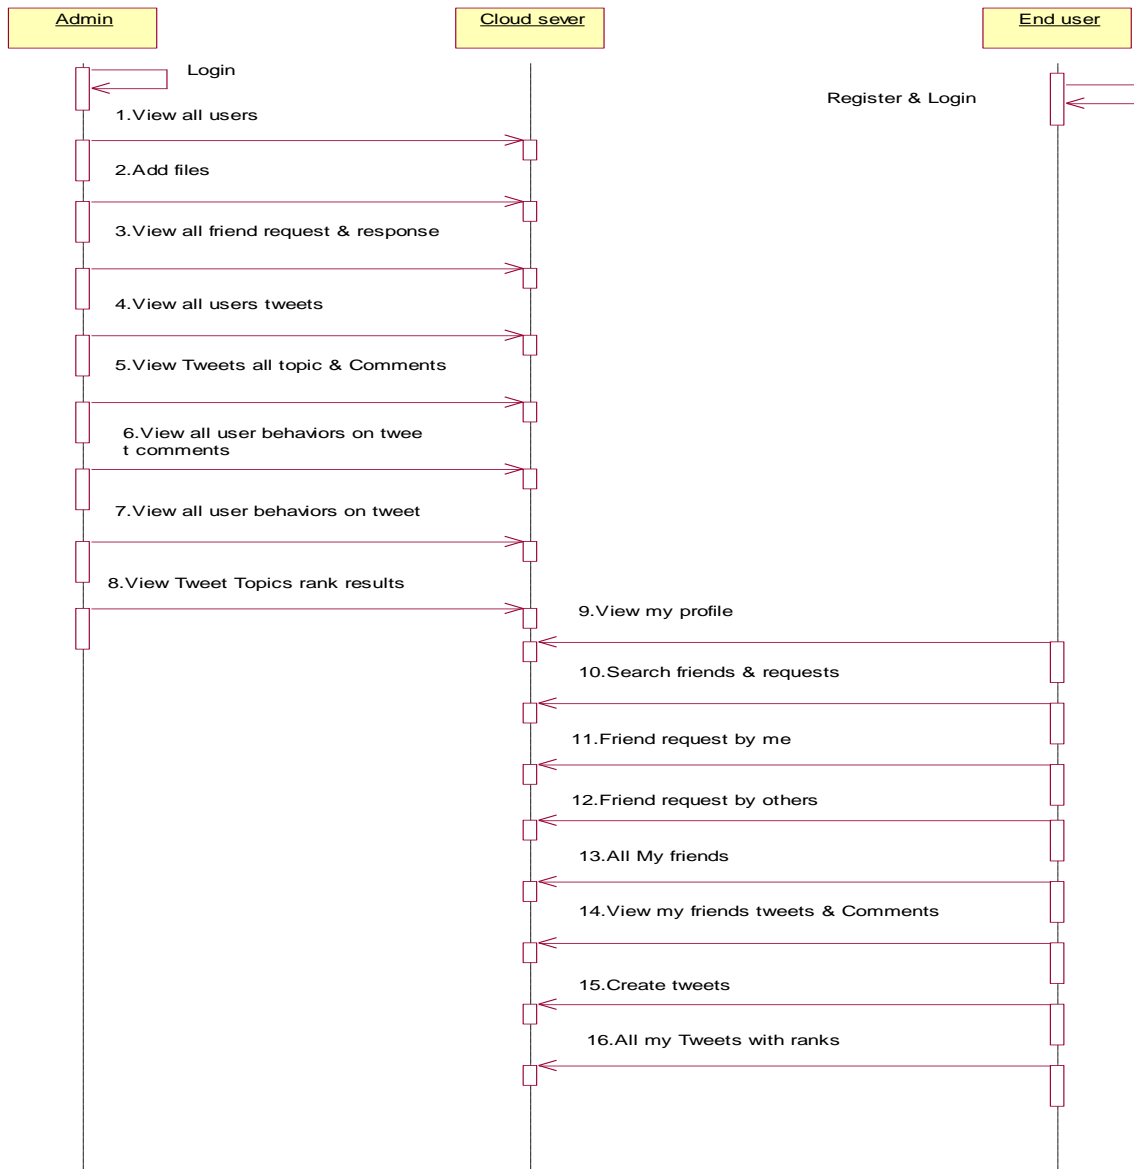 Admin
Cloud sever
End user
Login
Register & Login
1.View all users
2.Add files
3.View all friend request & response
4.View all users tweets
5.View Tweets all topic & Comments
6.View all user behaviors on twee
t comments
7.View all user behaviors on tweet
8.View Tweet Topics rank results
9.View my profile
10.Search friends & requests
11.Friend request by me
12.Friend request by others
13.All My friends
14.View my friends tweets & Comments
15.Create tweets
16.All my Tweets with ranks